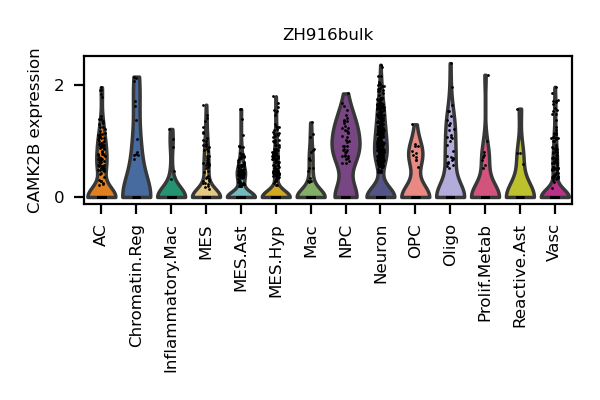 ZH916bulk
CAMK2B expression
2
0
AC
Chromatin.Reg
Inflammatory.Mac
MES
MES.Ast
MES.Hyp
Mac
NPC
Neuron
OPC
Oligo
Prolif.Metab
Reactive.Ast
Vasc